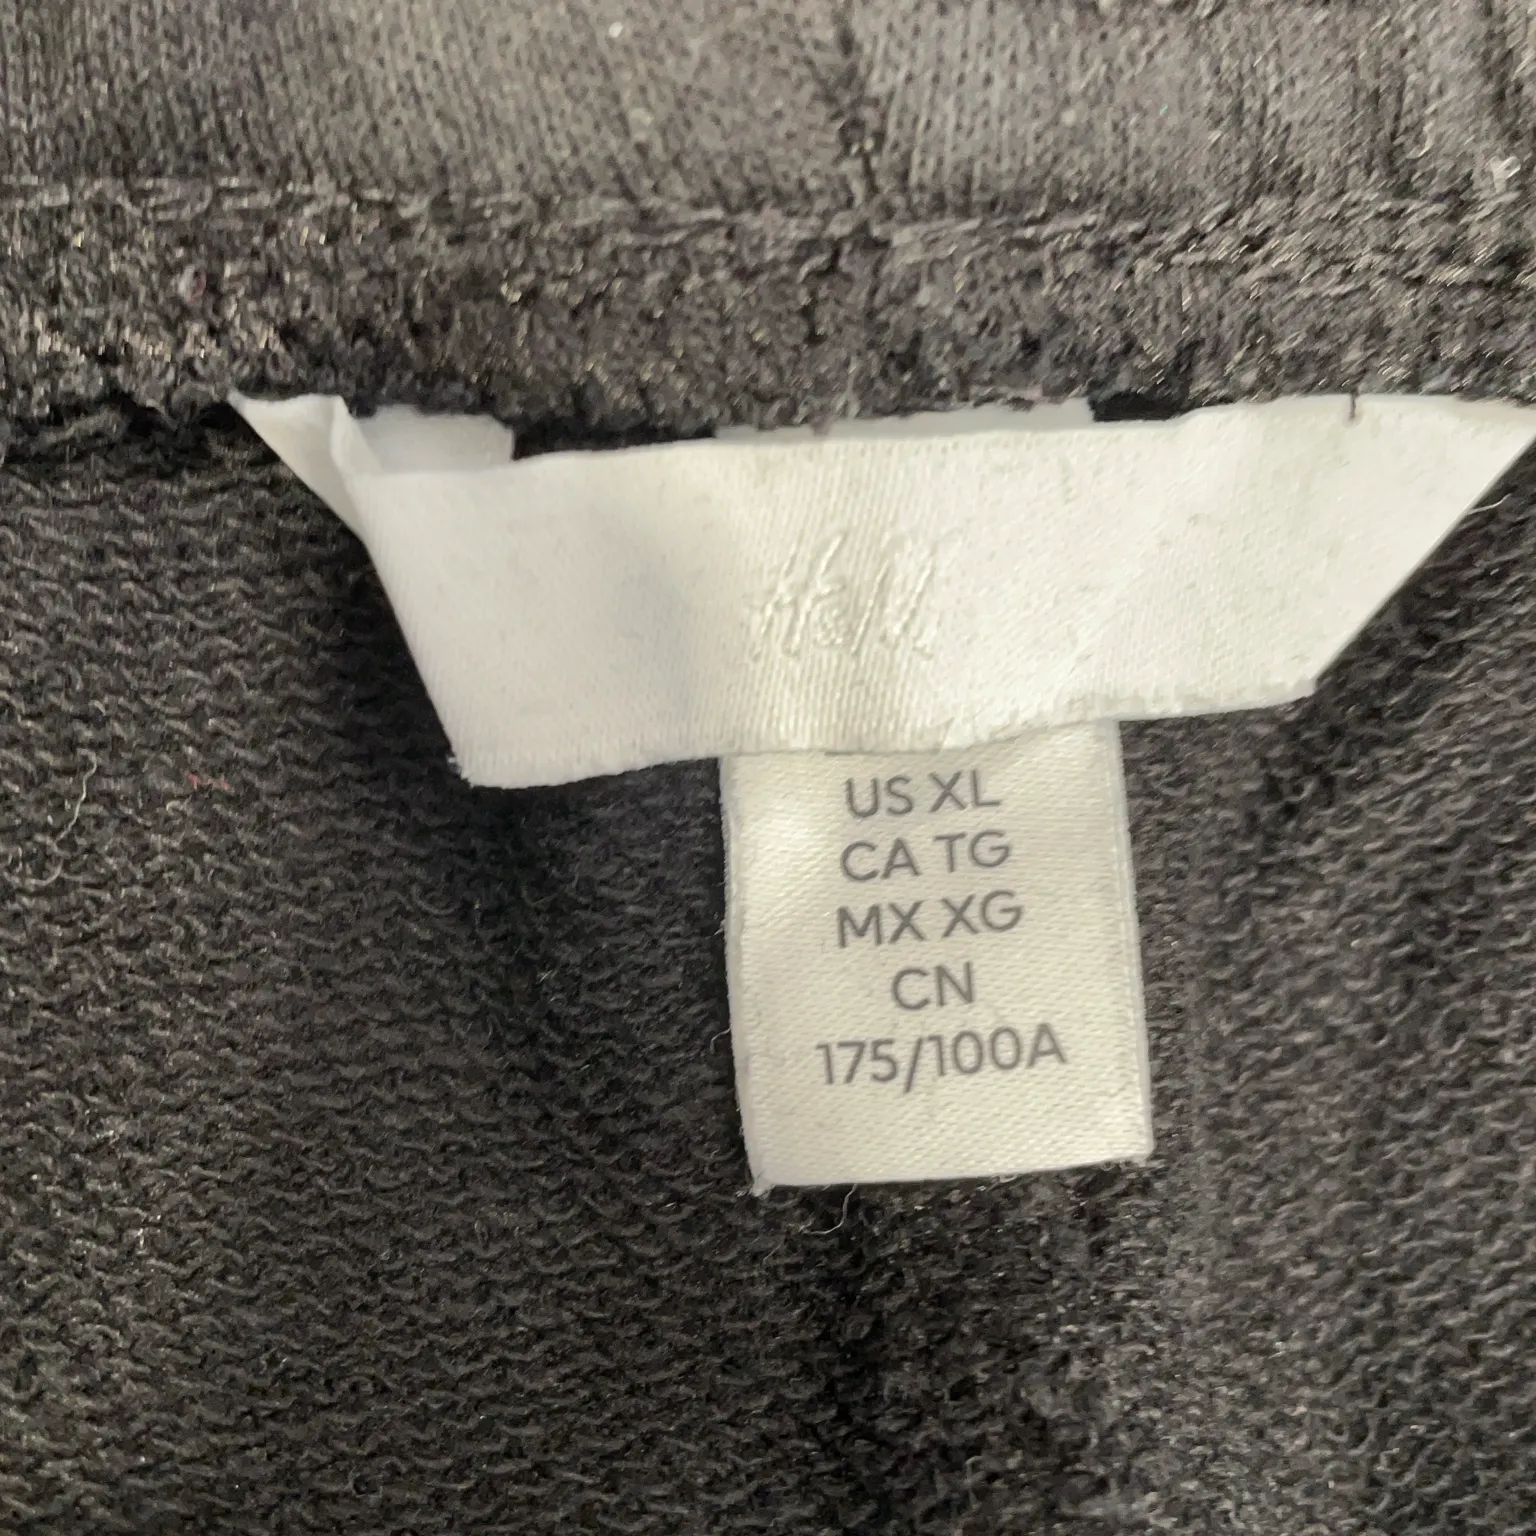 H&M
US XL
CA TG
MX XG
CN
175/100A